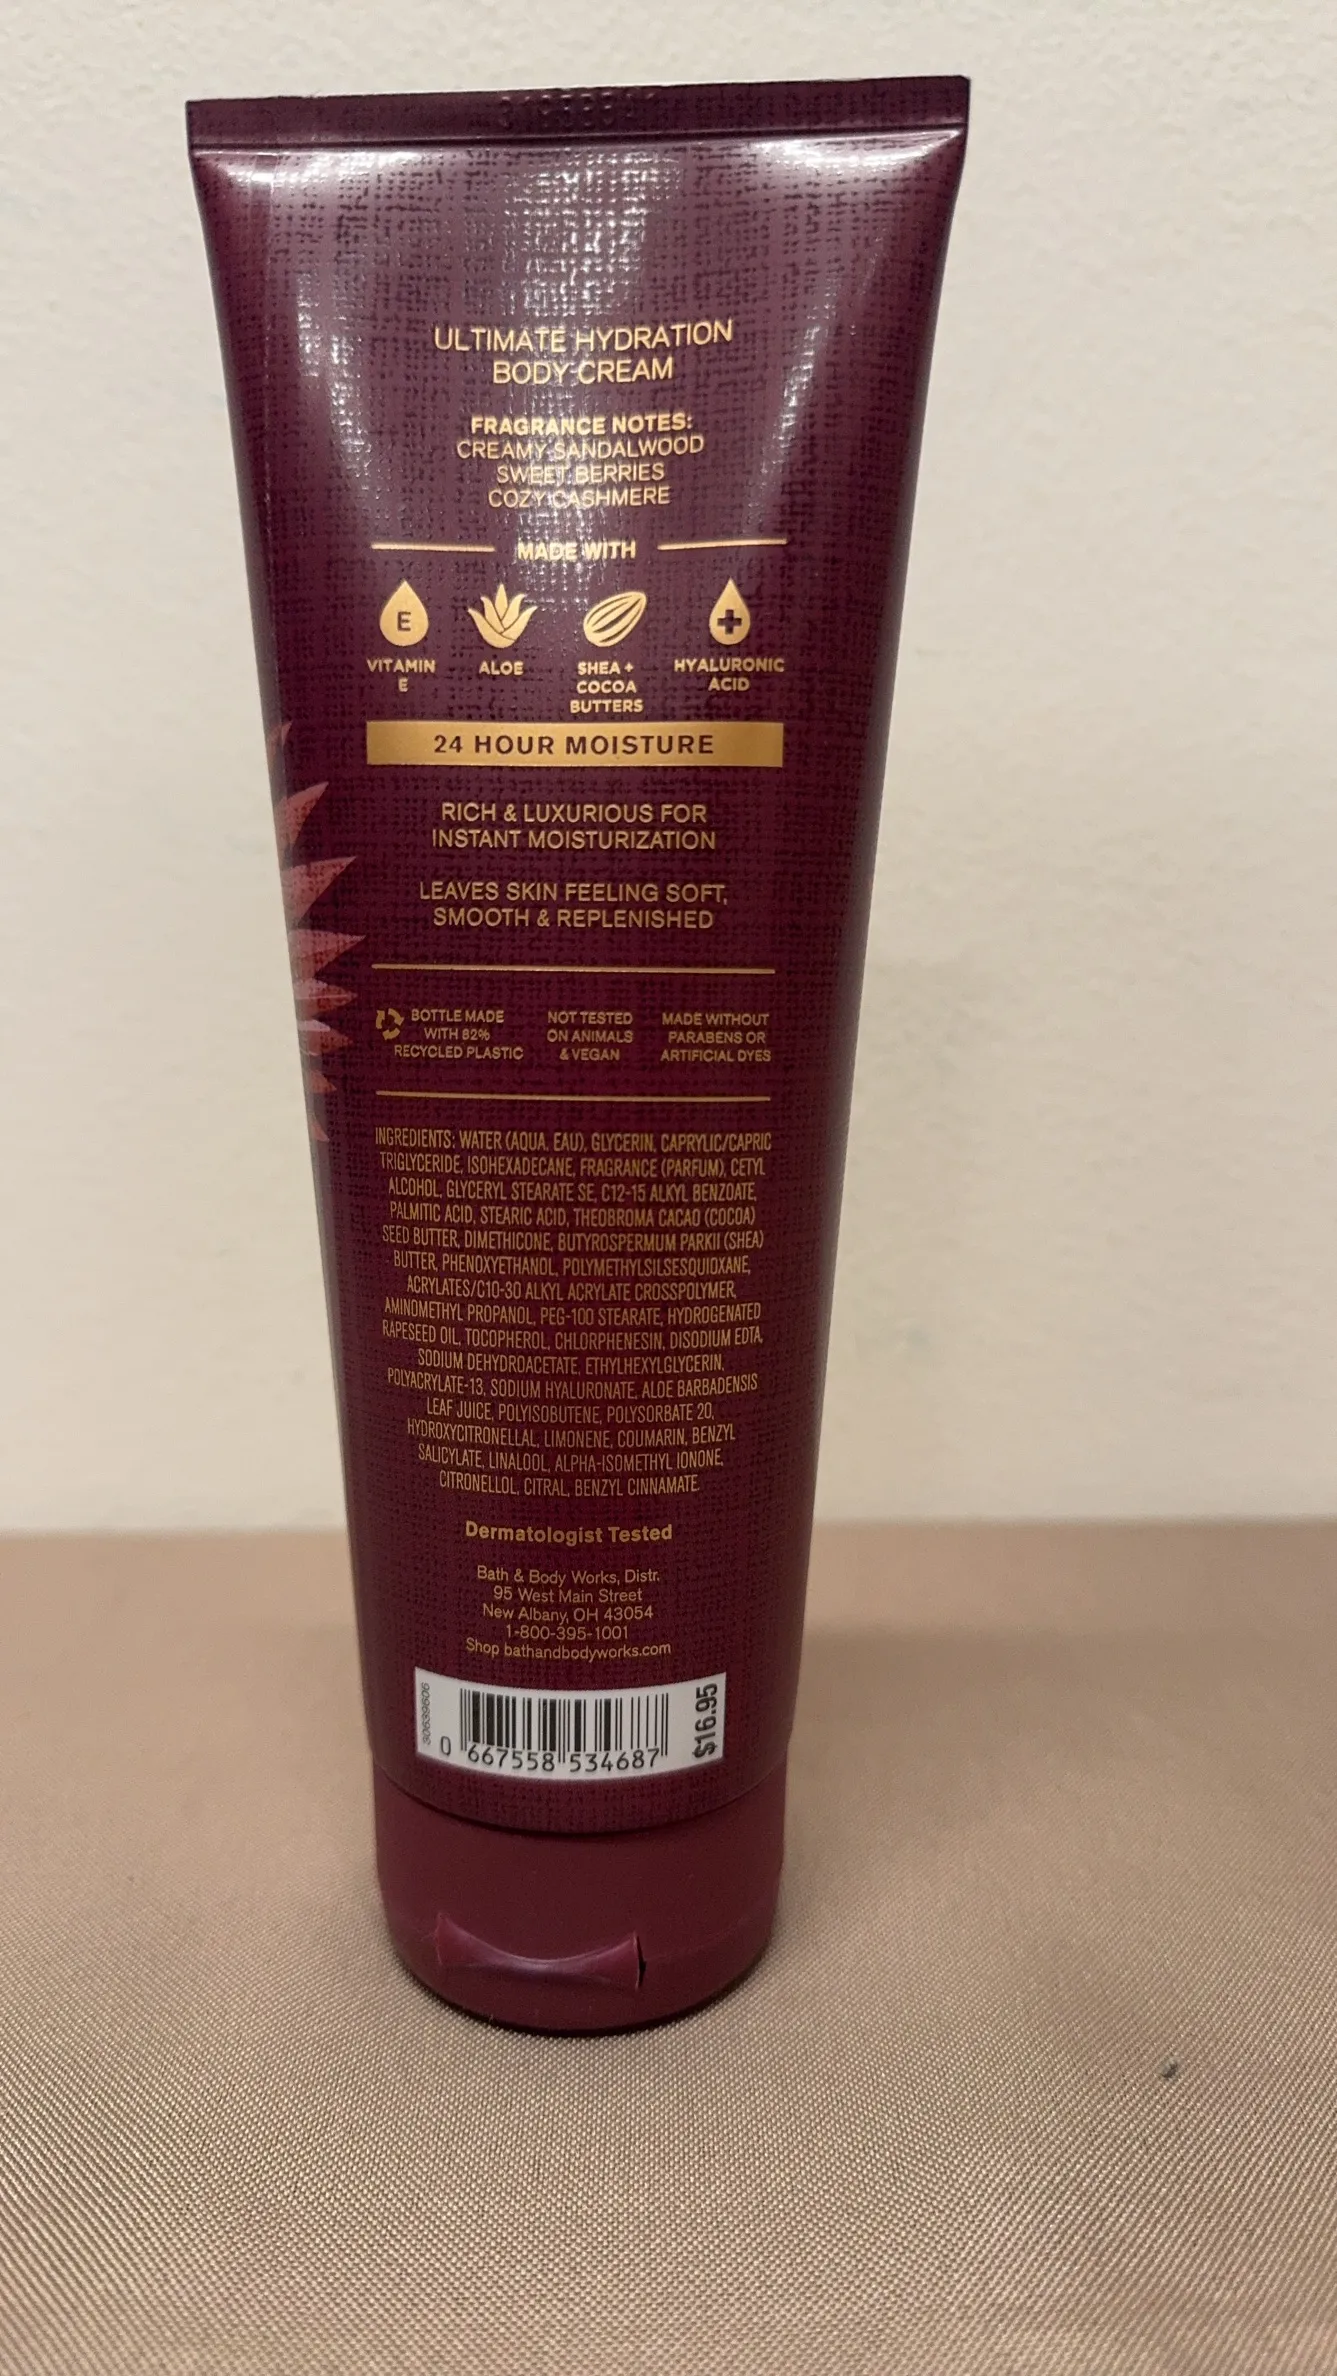 ULTIMATE HYDRATION
BODY CREAM
FRAGRANCE NOTES:
CREAMY SANDALWOOD
SWEET BERRIES
COZY CASHMERE
MADE WITH
E
VITAMIN
E
ALOE
SHEA +
COCOA
BUTTERS
HYALURONIC
ACID
24 HOUR MOISTURE
RICH & LUXURIOUS FOR
INSTANT MOISTURIZATION
LEAVES SKIN FEELING SOFT,
SMOOTH & REPLENISHED
BOTTLE MADE
WITH 82%
RECYCLED PLASTIC
NOT TESTED
ON ANIMALS
& VEGAN
MADE WITHOUT
PARABENS OR
ARTIFICIAL DYES
INGREDIENTS: WATER (AQUA, EAU), GLYCERIN, CAPRYLIC/CAPRIC
TRIGLYCERIDE, ISOHEXADECANE, FRAGRANCE (PARFUM), CETYL
ALCOHOL, GLYCERYL STEARATE SE, C12-15 ALKYL BENZOATE,
PALMITIC ACID, STEARIC ACID, THEOBROMA CACAO (COCOA)
SEED BUTTER, DIMETHICONE, BUTYROSPERMUM PARKII (SHEA)
BUTTER, PHENOXYETHANOL, POLYMETHYLSILSESQUIOXANE,
ACRYLATES/C10-30 ALKYL ACRYLATE CROSSPOLYMER,
AMINOMETHYL PROPANOL, PEG-100 STEARATE, HYDROGENATED
RAPESEED OIL, TOCOPHEROL, CHLORPHENESIN, DISODIUM EDTA,
SODIUM DEHYDROACETATE, ETHYLHEXYLGLYCERIN,
POLYACRYLATE-13, SODIUM HYALURONATE, ALOE BARBADENSIS
LEAF JUICE, POLYISOBUTENE, POLYSORBATE 20,
HYDROXYCITRONELLAL, LIMONENE, COUMARIN, BENZYL
SALICYLATE, LINALOOL, ALPHA-ISOMETHYL IONONE,
CITRONELLOL, CITRAL, BENZYL CINNAMATE.
Dermatologist Tested
Bath & Body Works, Distr.
95 West Main Street
New Albany, OH 43054
1-800-395-1001
Shop bathandbodyworks.com
30639606
0 667558 534687
$16.95